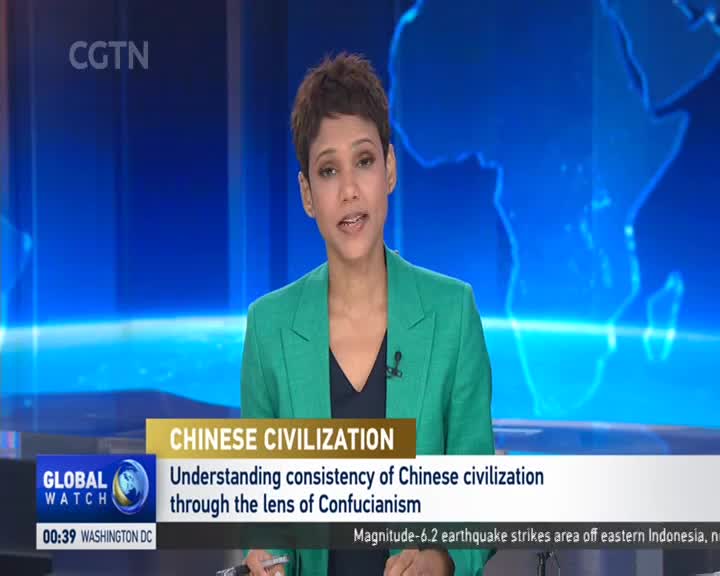 CGTN
CHINESE CIVILIZATION
Understanding consistency of Chinese civilization
through the lens of Confucianism
GLOBAL
WATCH
00:39 WASHINGTON DC
Magnitude-6.2 earthquake strikes area off eastern Indonesia, n